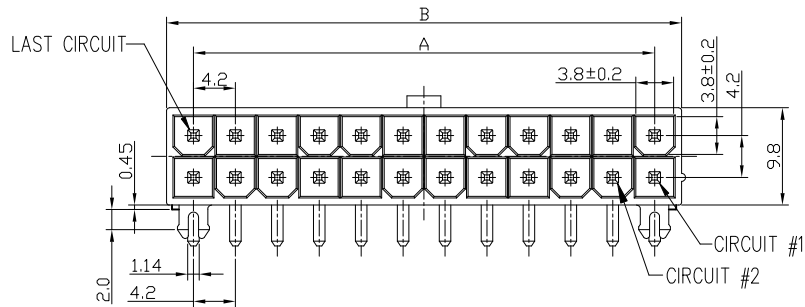 B
LAST CIRCUIT
A
4.2
3.8±0.2
3.8±0.2
4.2
0.45
9.8
CIRCUIT #1
1.14
CIRCUIT #2
2.0
4.2